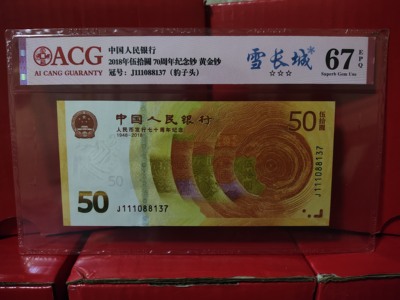 ACG
AI CANG GUARANTY
中国人民银行
2018年伍拾圆 70周年纪念钞 黄金钞
冠号：J111088137（豹子头）
雪长城
☆☆☆
67 EPQ
Superb Gem Unc
中国人民银行
人民币发行七十周年纪念
1948-2018
50 伍拾圆
50
J111088137